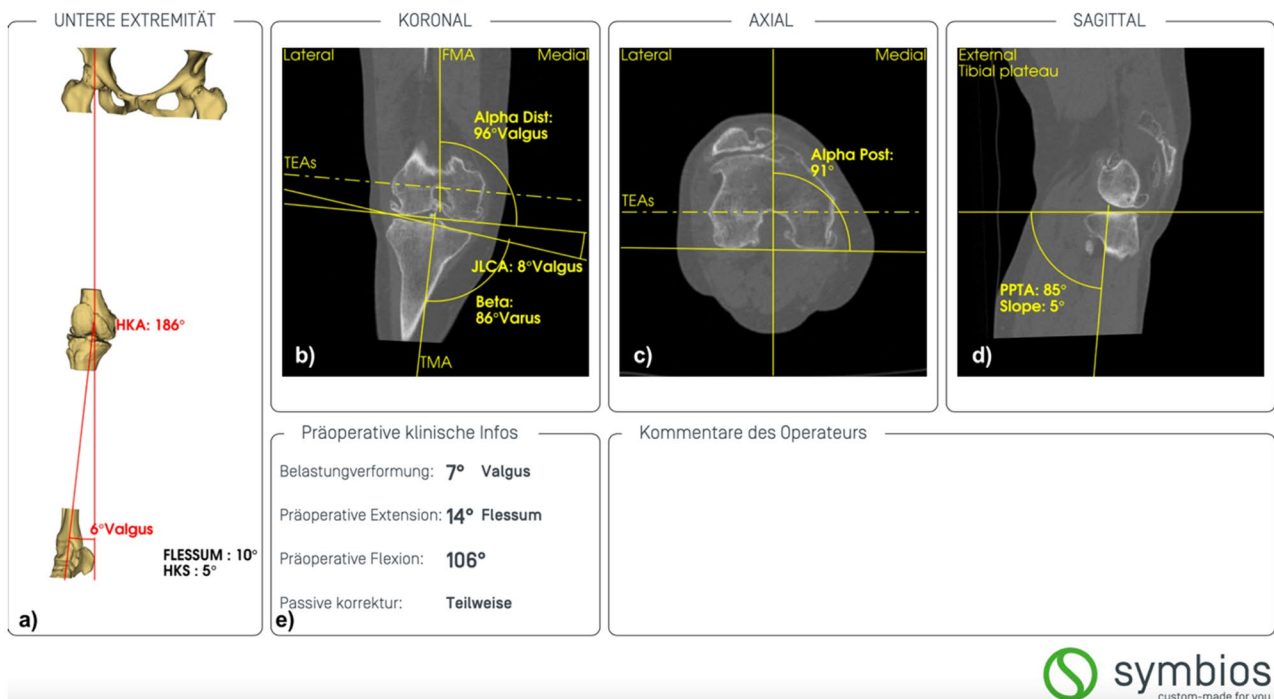 UNTERE EXTREMITÄT
HKA: 186°
6°Valgus
FLESSUM : 10°
HKS : 5°
a)
KORONAL
Lateral
FMA
Medial
Alpha Dist:
96°Valgus
TEAs
JLCA: 8°Valgus
Beta:
86°Varus
b)
TMA
AXIAL
Lateral
Medial
Alpha Post:
91°
TEAs
c)
SAGITTAL
External
Tibial plateau
PPTA: 85°
Slope: 5°
d)
Präoperative klinische Infos
Belastungverformung: 7° Valgus
Präoperative Extension: 14° Flessum
Präoperative Flexion: 106°
Passive korrektur: Teilweise
e)
Kommentare des Operateurs
symbios
custom-made for you